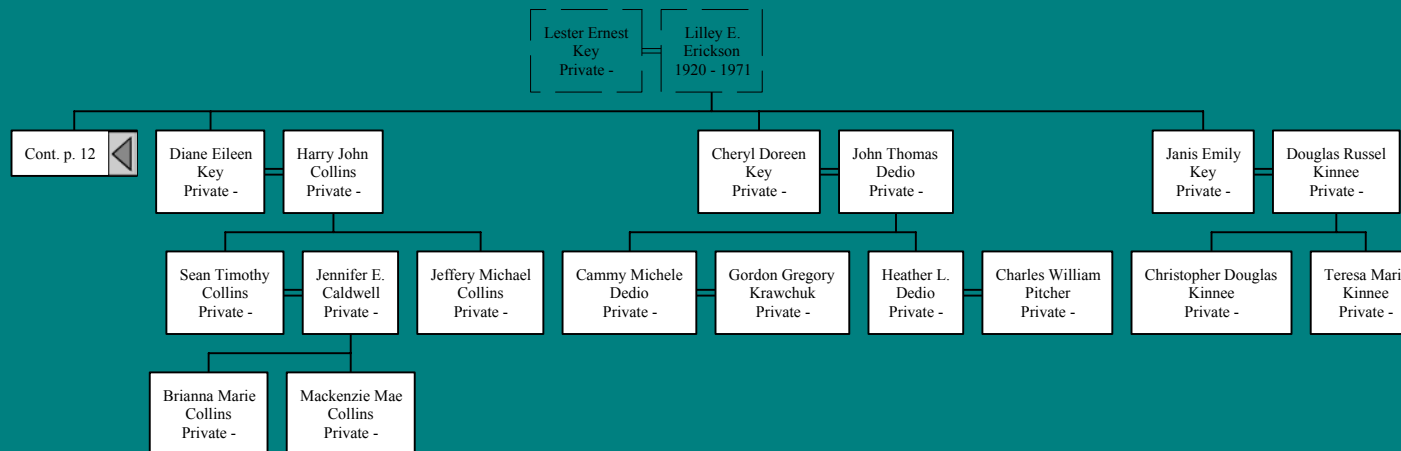 Lester Ernest
Key
Private -
Lilley E.
Erickson
1920 - 1971
Cont. p. 12
Diane Eileen
Key
Private -
Harry John
Collins
Private -
Cheryl Doreen
Key
Private -
John Thomas
Dedio
Private -
Janis Emily
Key
Private -
Douglas Russel
Kinnee
Private -
Sean Timothy
Collins
Private -
Jennifer E.
Caldwell
Private -
Jeffery Michael
Collins
Private -
Cammy Michele
Dedio
Private -
Gordon Gregory
Krawchuk
Private -
Heather L.
Dedio
Private -
Charles William
Pitcher
Private -
Christopher Douglas
Kinnee
Private -
Teresa Mari
Kinnee
Private -
Brianna Marie
Collins
Private -
Mackenzie Mae
Collins
Private -